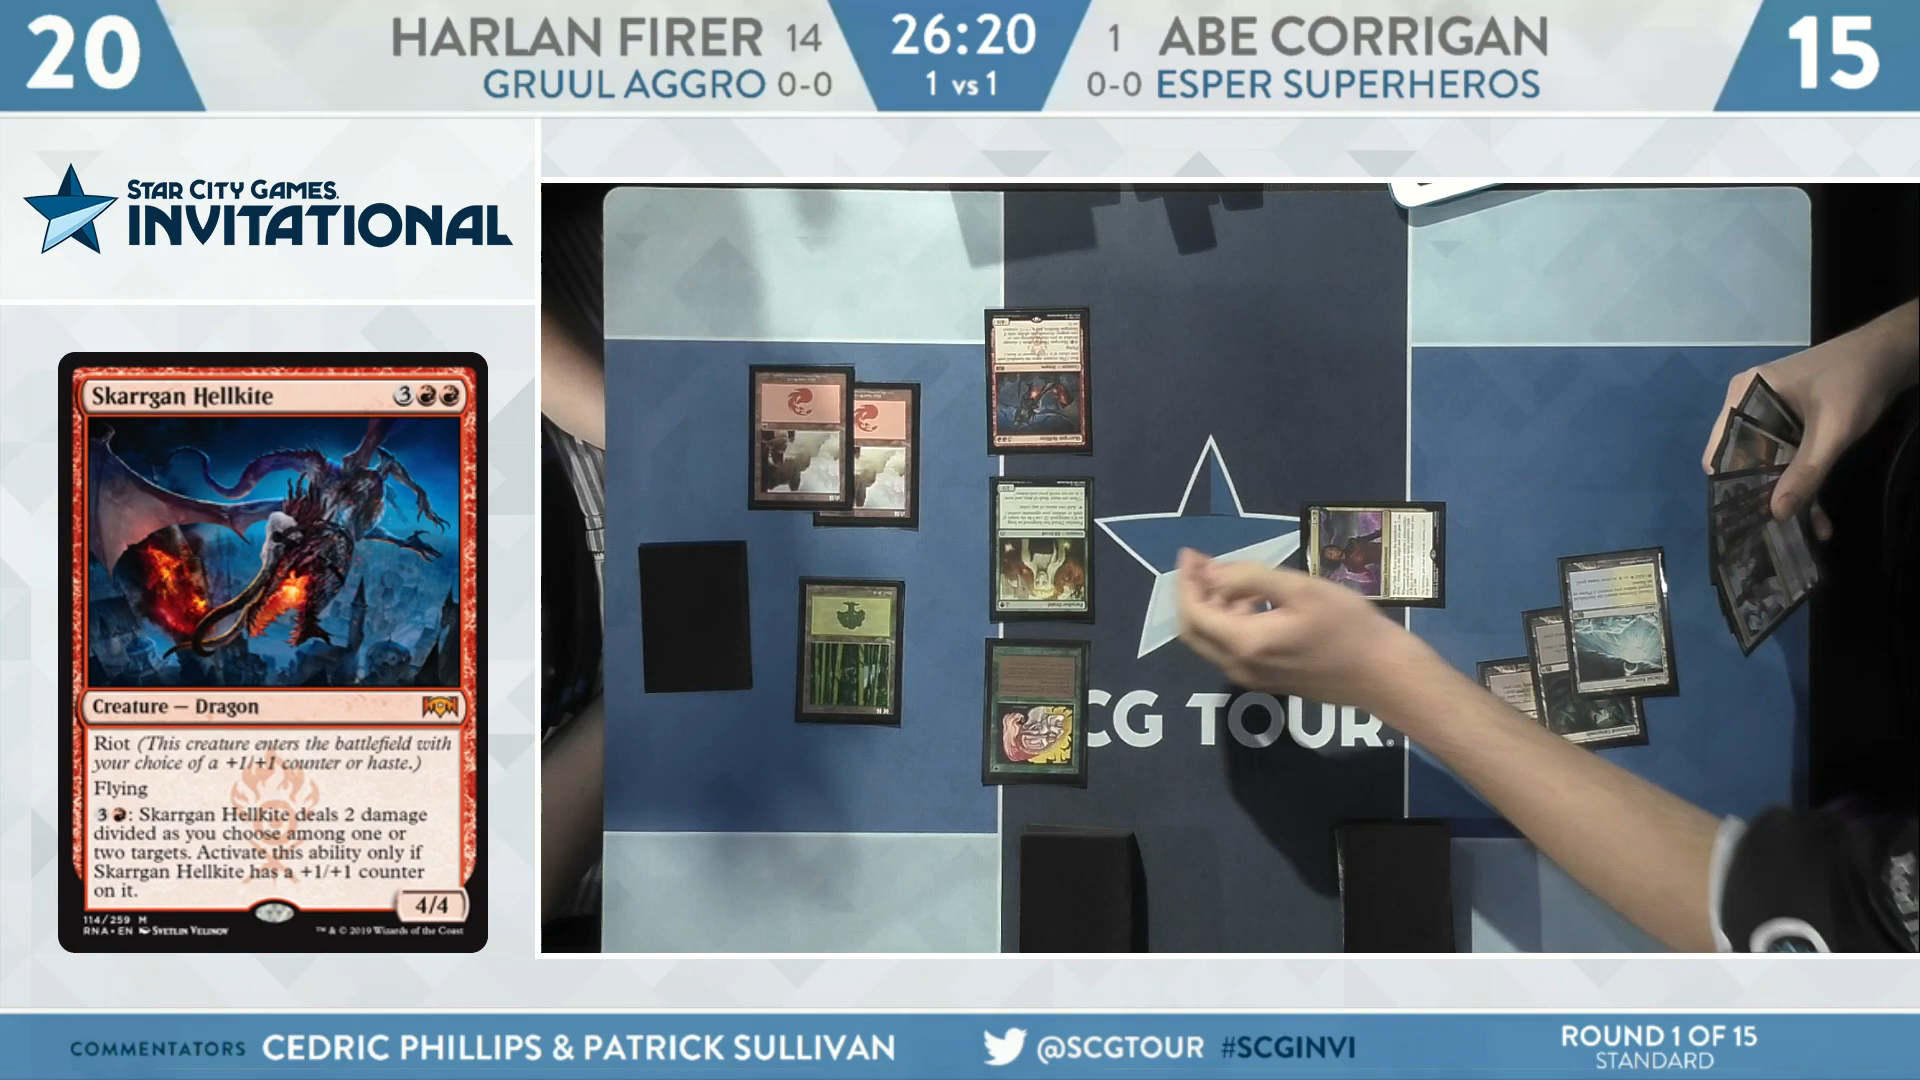 20
HARLAN FIRER 14
GRUUL AGGRO 0-0
26:20
1 vs 1
1 ABE CORRIGAN
0-0 ESPER SUPERHEROS
15
STAR CITY GAMES.
INVITATIONAL
Skarrgan Hellkite 3
Creature — Dragon
Riot (This creature enters the battlefield with
your choice of a +1/+1 counter or haste.)
Flying
3 : Skarrgan Hellkite deals 2 damage
divided as you choose among one or
two targets. Activate this ability only if
Skarrgan Hellkite has a +1/+1 counter
on it.
4/4
114/259 M
RNA • EN SVETLIN VELINOV
™ & © 2019 Wizards of the Coast
CG TOUR.
COMMENTATORS CEDRIC PHILLIPS & PATRICK SULLIVAN
@SCGTOUR #SCGINVI
ROUND 1 OF 15
STANDARD